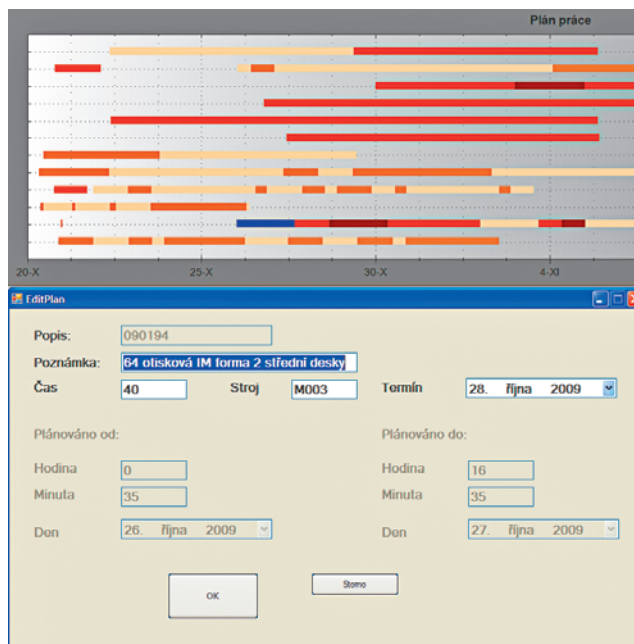 Plán práce
20-X 25-X 30-X 4-XI
EditPlan
Popis: 090194
Poznámka: 64 otisková IM forma 2 střední desky
Čas 40 Stroj M003 Termín 28. října 2009
Plánováno od: Plánováno do:
Hodina 0 Hodina 16
Minuta 35 Minuta 35
Den 26. října 2009 Den 27. října 2009
OK Storno